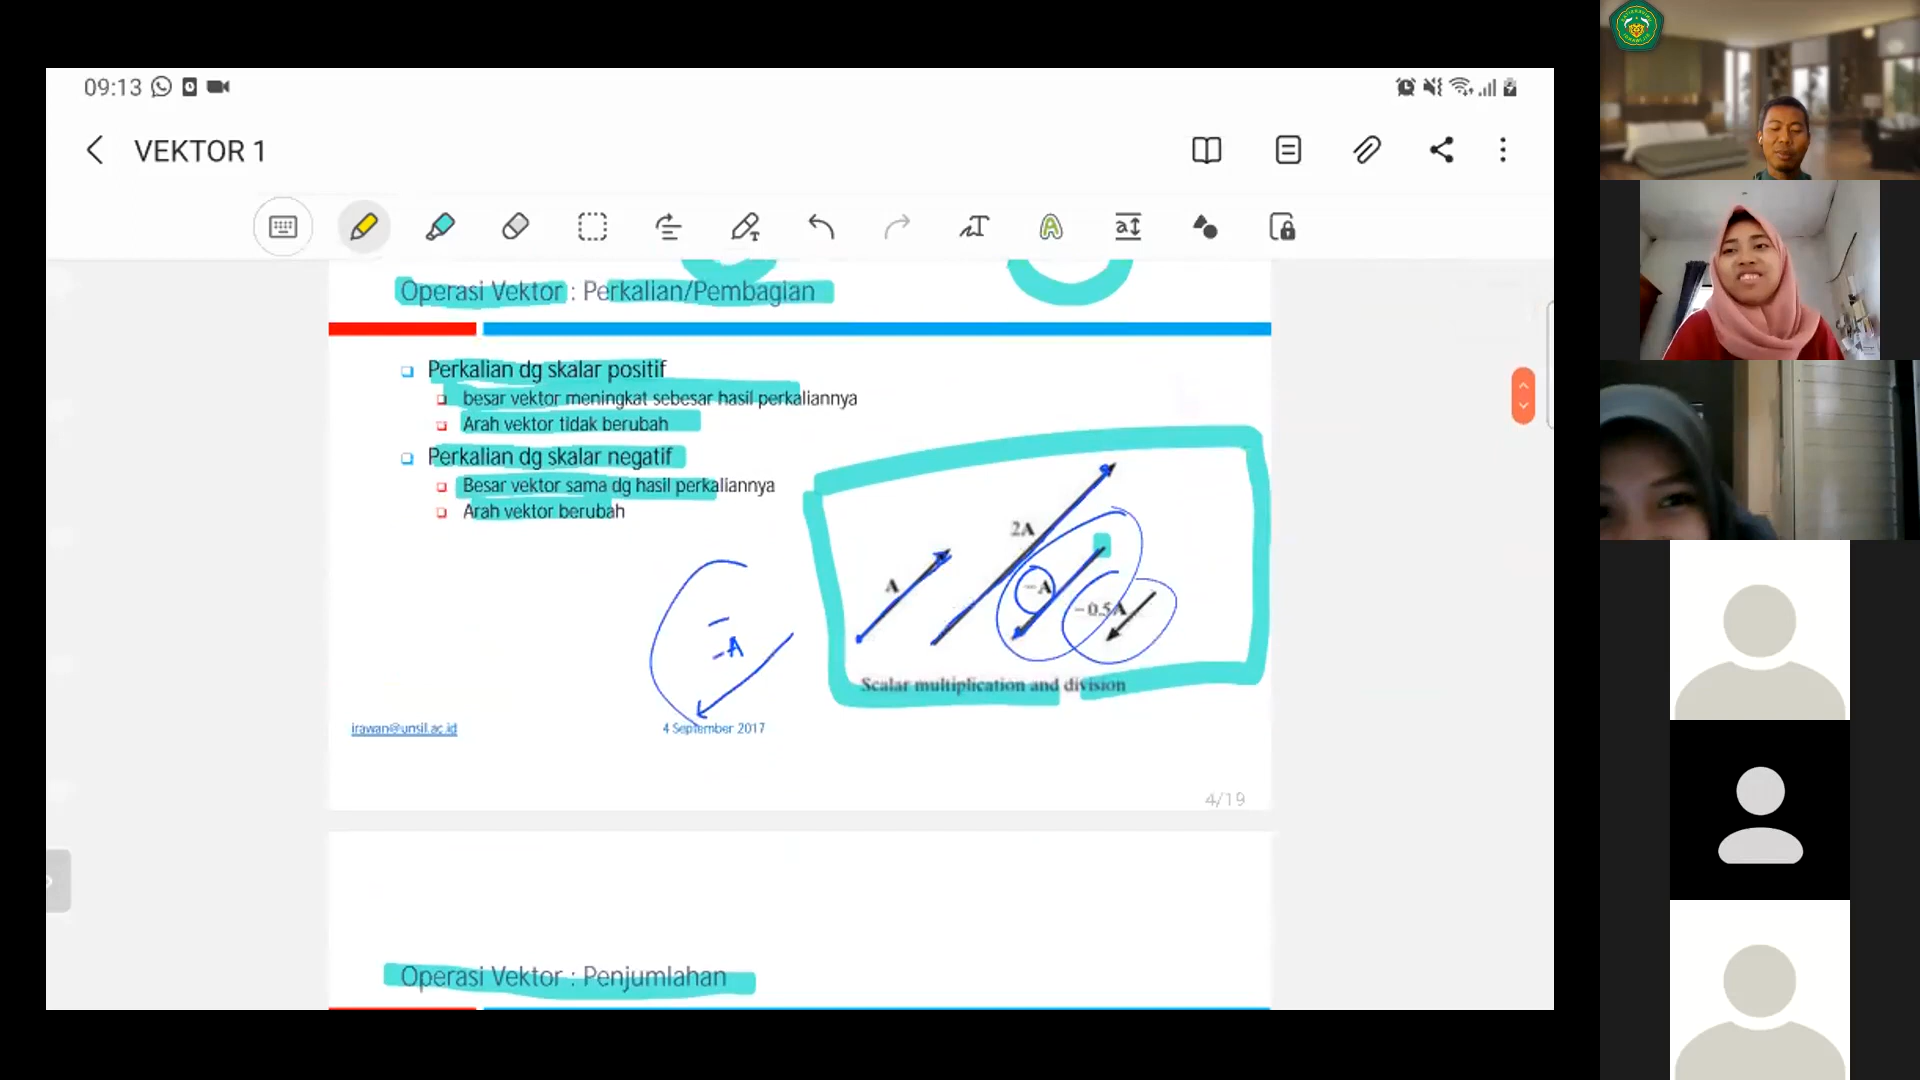 09:13
VEKTOR 1
Operasi Vektor : Perkalian/Pembagian
Perkalian dg skalar positif
besar vektor meningkat sebesar hasil perkaliannya
Arah vektor tidak berubah
Perkalian dg skalar negatif
Besar vektor sama dg hasil perkaliannya
Arah vektor berubah
A
2A
-A
-0.5A
-A
Scalar multiplication and division
irawan@unsil.ac.id
4 September 2017
4/19
Operasi Vektor : Penjumlahan